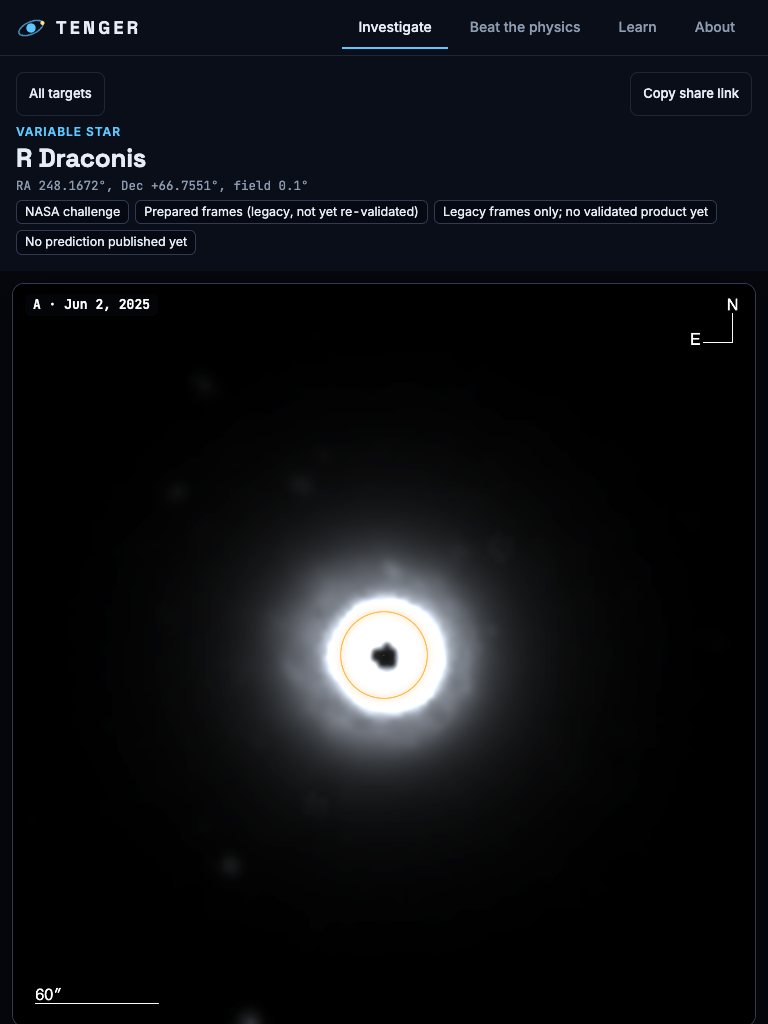 TENGER Investigate Beat the physics Learn About
All targets Copy share link
VARIABLE STAR
R Draconis
RA 248.1672°, Dec +66.7551°, field 0.1°
NASA challenge Prepared frames (legacy, not yet re-validated) Legacy frames only; no validated product yet
No prediction published yet
A · Jun 2, 2025 N
E
60″